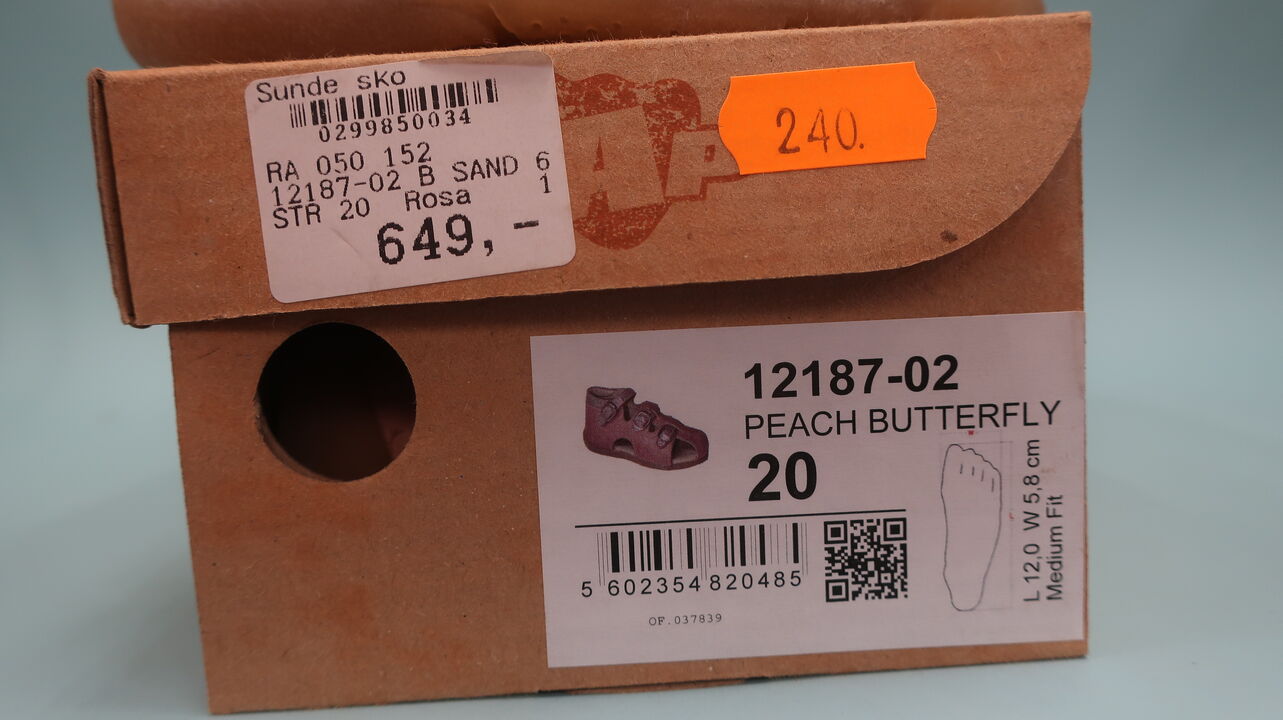 Sunde sko
0299850034
RA 050 152
12187-02 B SAND 6
STR 20 Rosa 1
649,-
240.
12187-02
PEACH BUTTERFLY
20
5 602354 820485
OF.037839
L 12,0 W 5,8 cm
Medium Fit